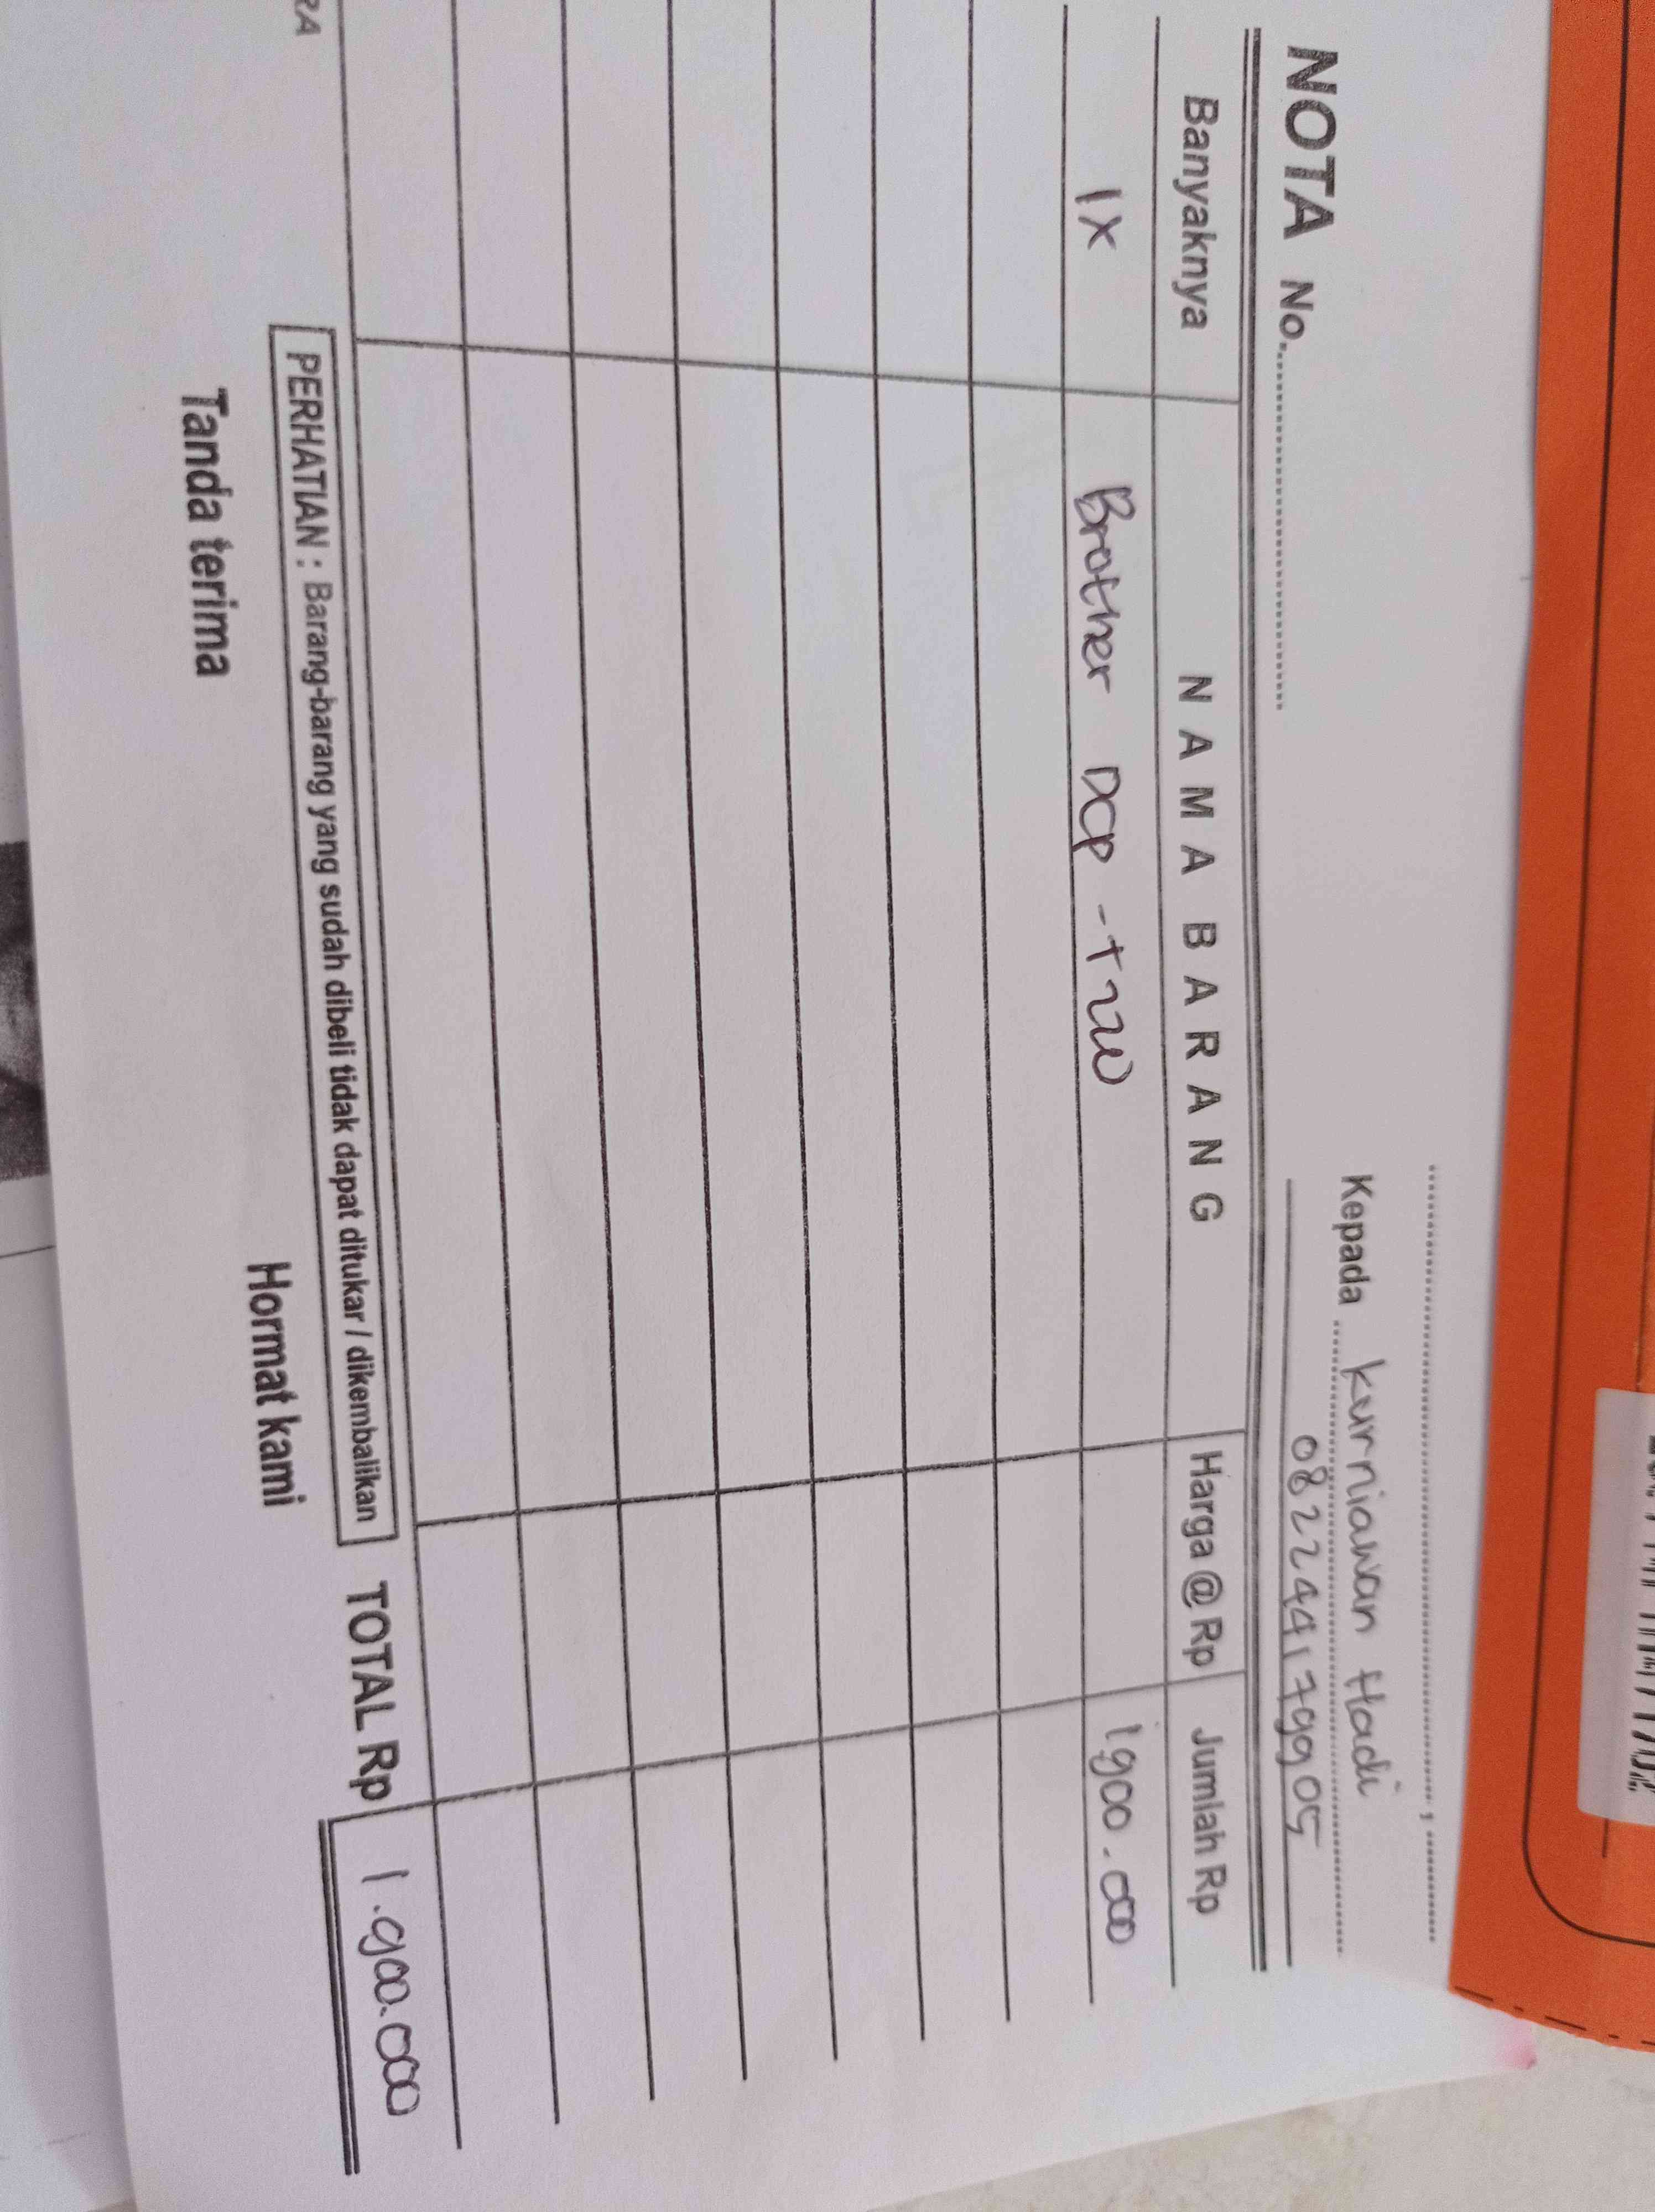 Kepada Kurniawan Hadi
NOTA No.
082244179905
Banyaknya NAMA BARANG Harga @ Rp Jumlah Rp
1x Brother DCP-T220 1900.000
PERHATIAN : Barang-barang yang sudah dibeli tidak dapat ditukar / dikembalikan TOTAL Rp 1.900.000
RA
Tanda terima Hormat kami